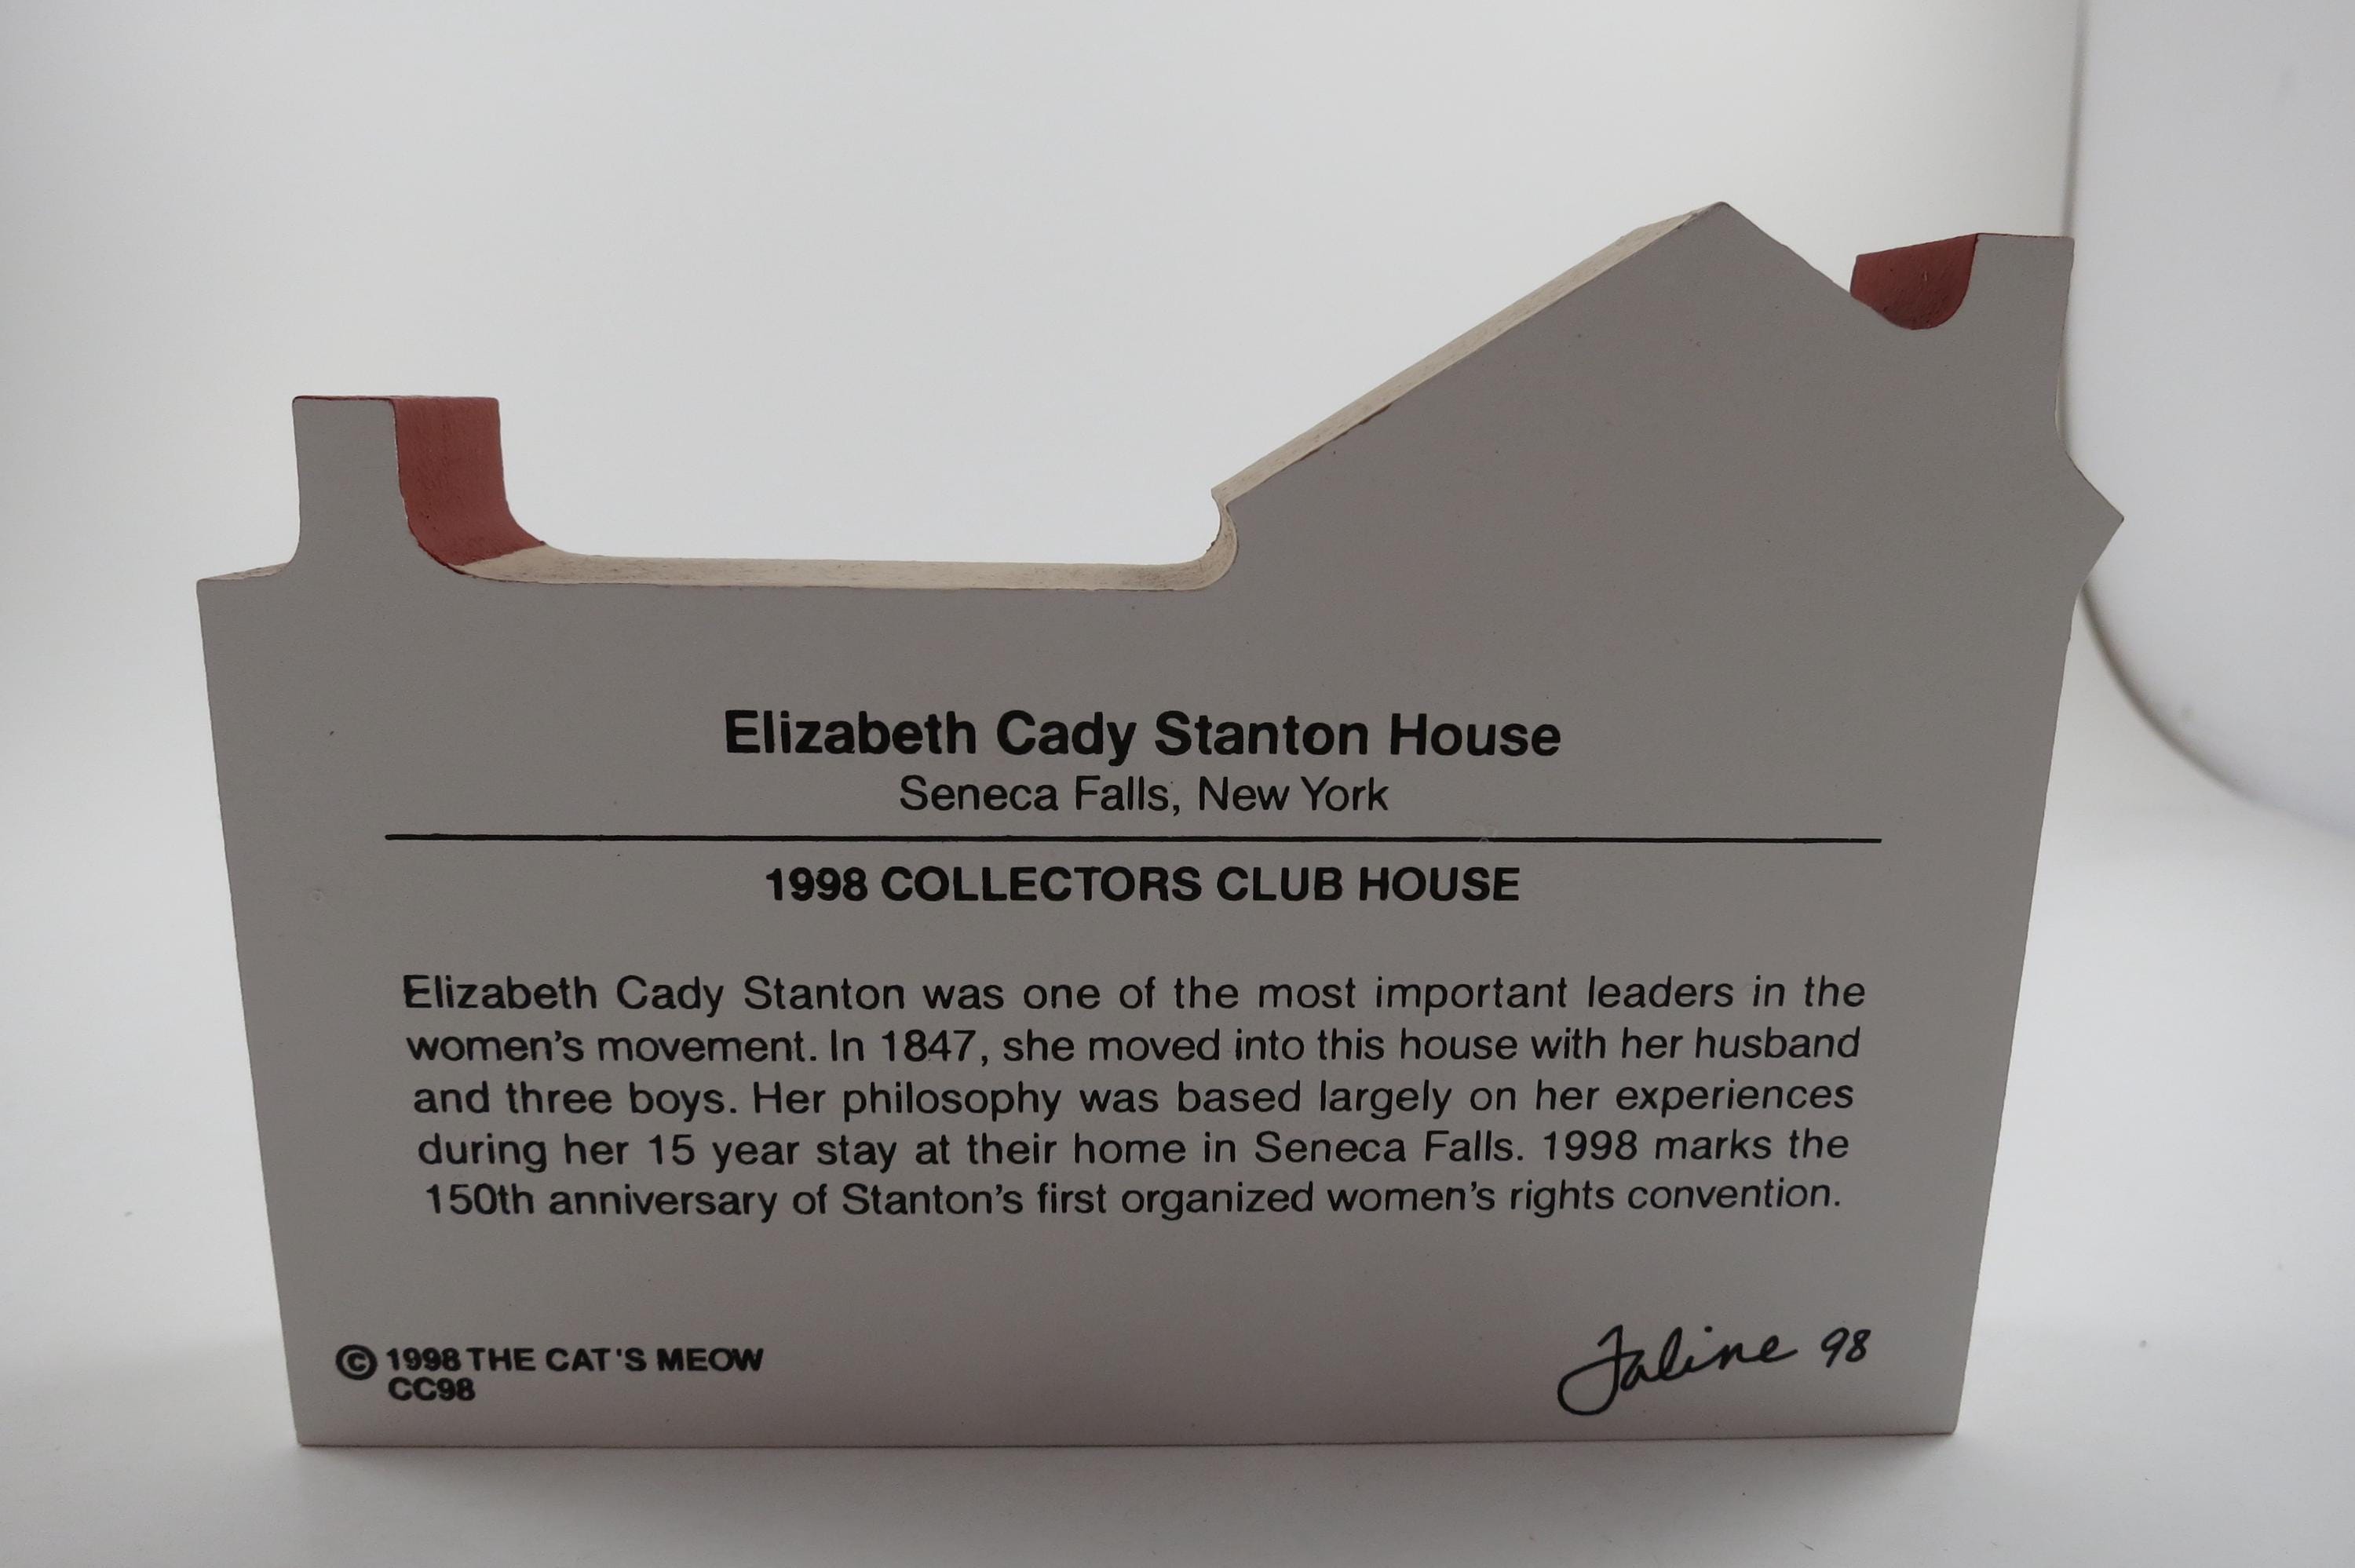 Elizabeth Cady Stanton House
Seneca Falls, New York
1998 COLLECTORS CLUB HOUSE
Elizabeth Cady Stanton was one of the most important leaders in the
women's movement. In 1847, she moved into this house with her husband
and three boys. Her philosophy was based largely on her experiences
during her 15 year stay at their home in Seneca Falls. 1998 marks the
150th anniversary of Stanton's first organized women's rights convention.
© 1998 THE CAT'S MEOW
CC98
Faline 98